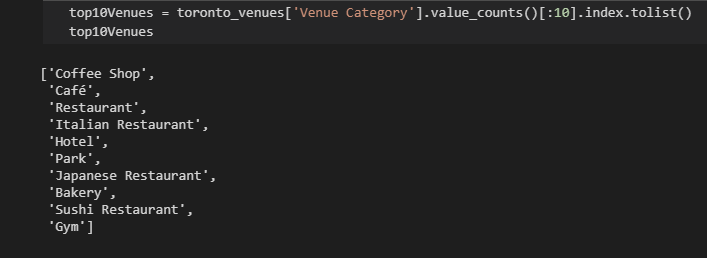 top10Venues = toronto_venues['Venue Category'].value_counts()[:10].index.tolist()
top10Venues
['Coffee Shop',
'Café',
'Restaurant',
'Italian Restaurant',
'Hotel',
'Park',
'Japanese Restaurant',
'Bakery',
'Sushi Restaurant',
'Gym']